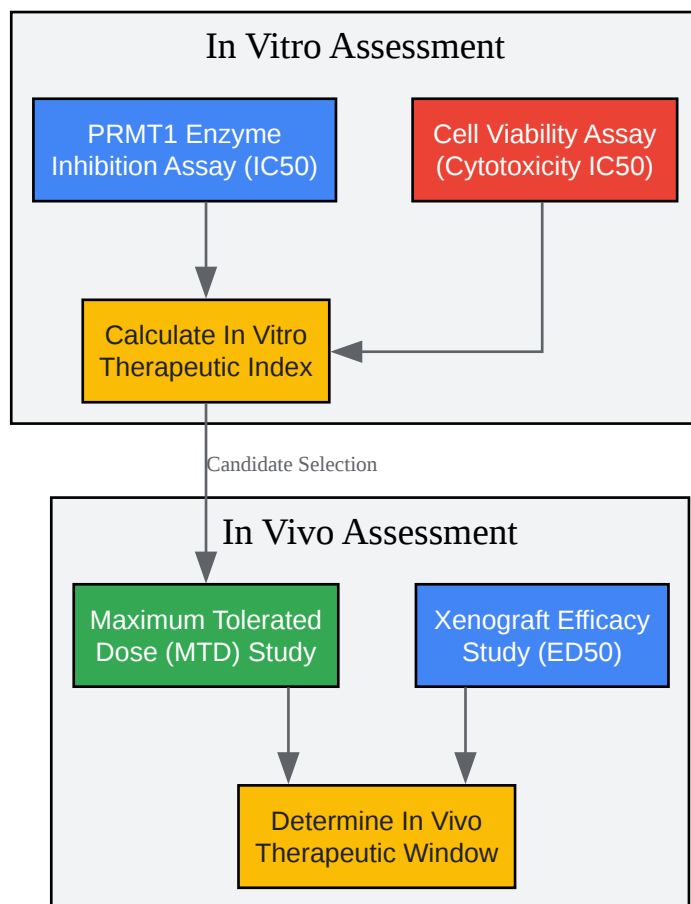 In Vitro Assessment
PRMT1 Enzyme
Inhibition Assay (IC50)
Cell Viability Assay
(Cytotoxicity IC50)
Calculate In Vitro
Therapeutic Index
Candidate Selection
In Vivo Assessment
Maximum Tolerated
Dose (MTD) Study
Xenograft Efficacy
Study (ED50)
Determine In Vivo
Therapeutic Window